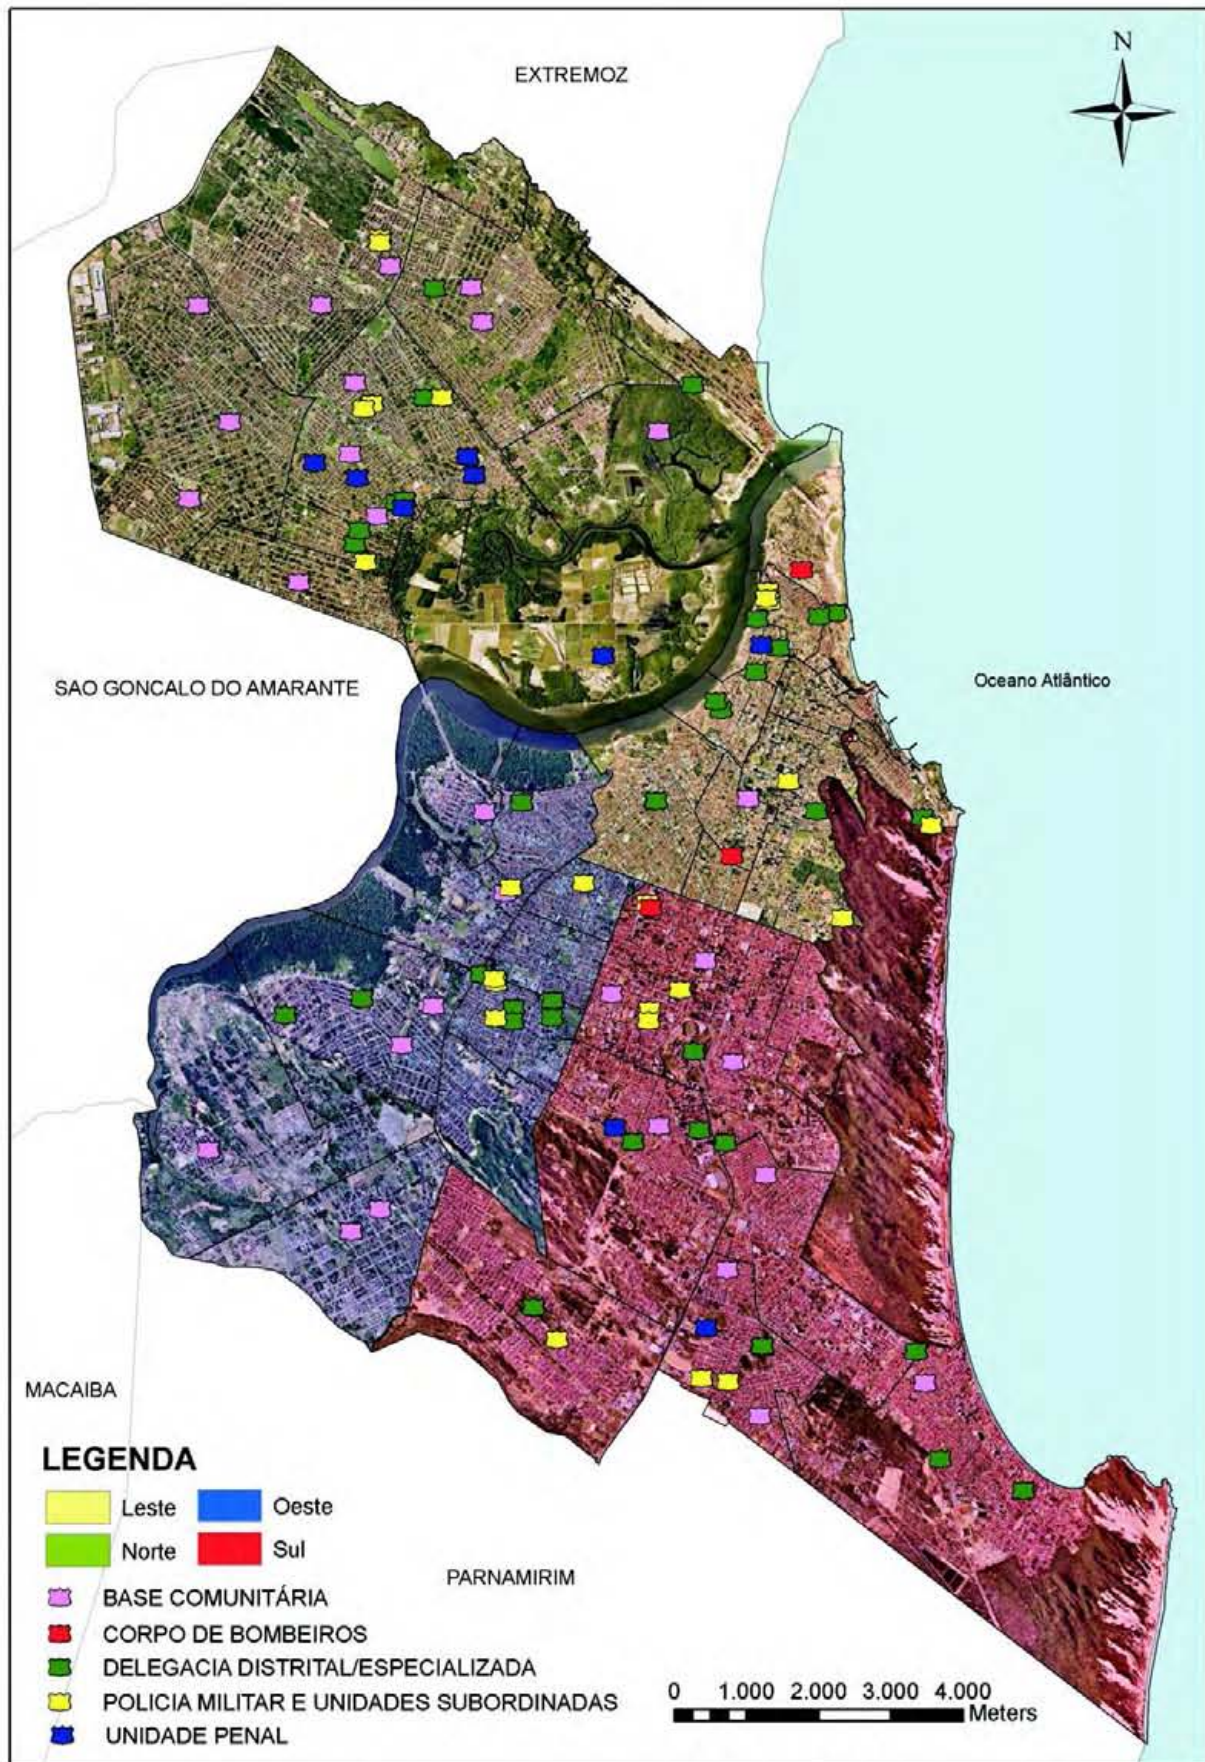 N
EXTREMOZ
SAO GONCALO DO AMARANTE
Oceano Atlântico
MACAIBA
LEGENDA
Leste
Oeste
Norte
Sul
PARNAMIRIM
BASE COMUNITÁRIA
CORPO DE BOMBEIROS
DELEGACIA DISTRITAL/ESPECIALIZADA
POLICIA MILITAR E UNIDADES SUBORDINADAS
UNIDADE PENAL
0 1.000 2.000 3.000 4.000
Meters